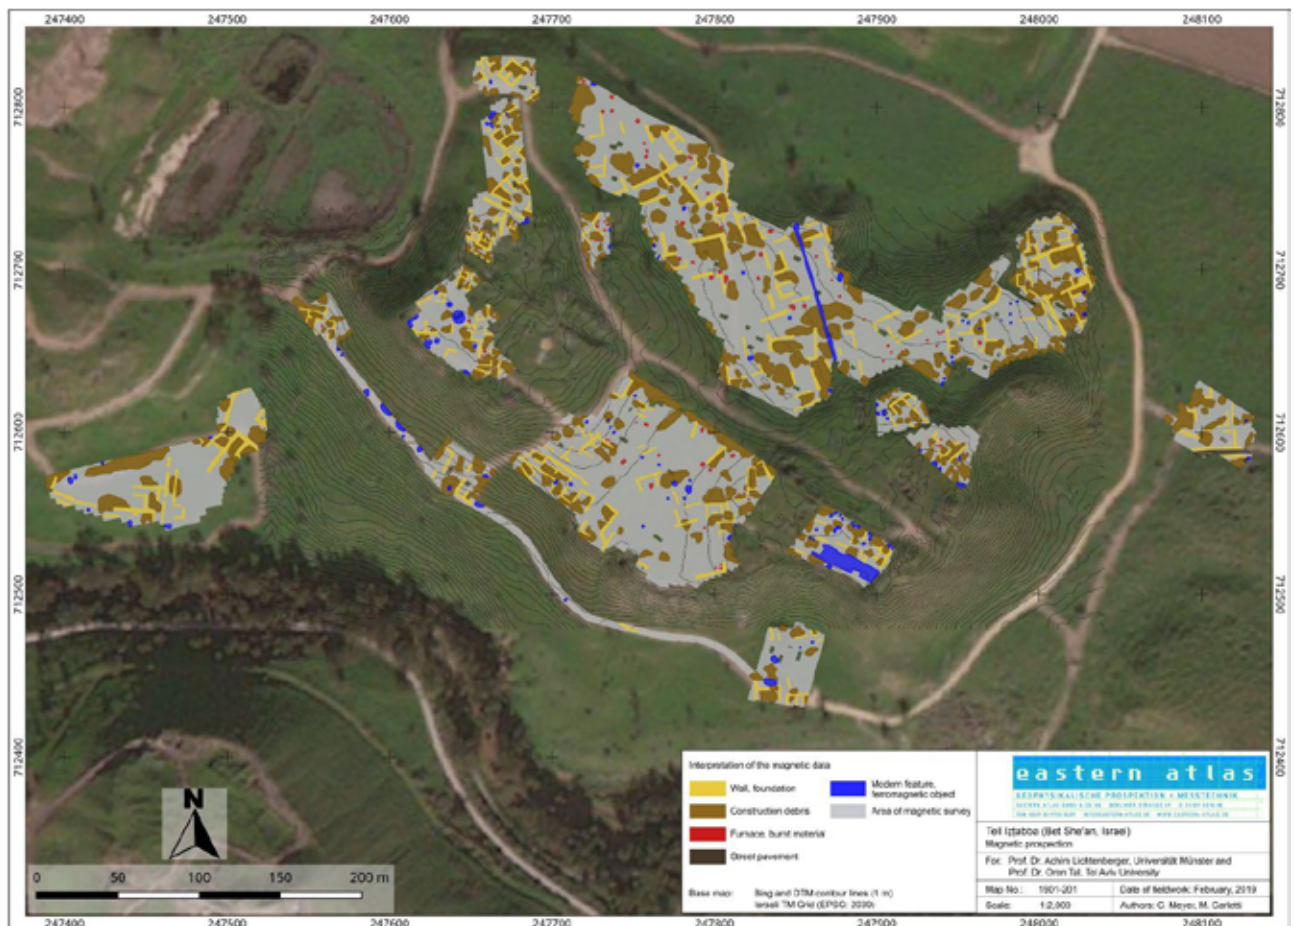 247400 247500 247600 247700 247800 247900 248000 248100
712800 712800
712700 712700
712600 712600
712500 712500
712400 712400
N
0 50 100 150 200 m
Interpretation of the magnetic data
Wall, foundation
Construction debris
Furnace, burnt material
Street pavement
Modern feature,
ferromagnetic object
Area of magnetic survey
Base map: Bing and DTM contour lines (1 m)
Israeli TM Grid (EPSG: 2039)
eastern atlas
GEOPHYSIKALISCHE PROSPEKTION + MESSTECHNIK
Tell Iẓṭabba (Bet She'an, Israel)
Magnetic prospection
For: Prof. Dr. Achim Lichtenberger, Universität Münster and
Prof. Dr. Oren Tal, Tel Aviv University
Map No.: 1901-201 Date of fieldwork: February, 2019
Scale: 1:2,000 Authors: C. Meyer, M.
247400 247500 247600 247700 247800 247900 248000 248100